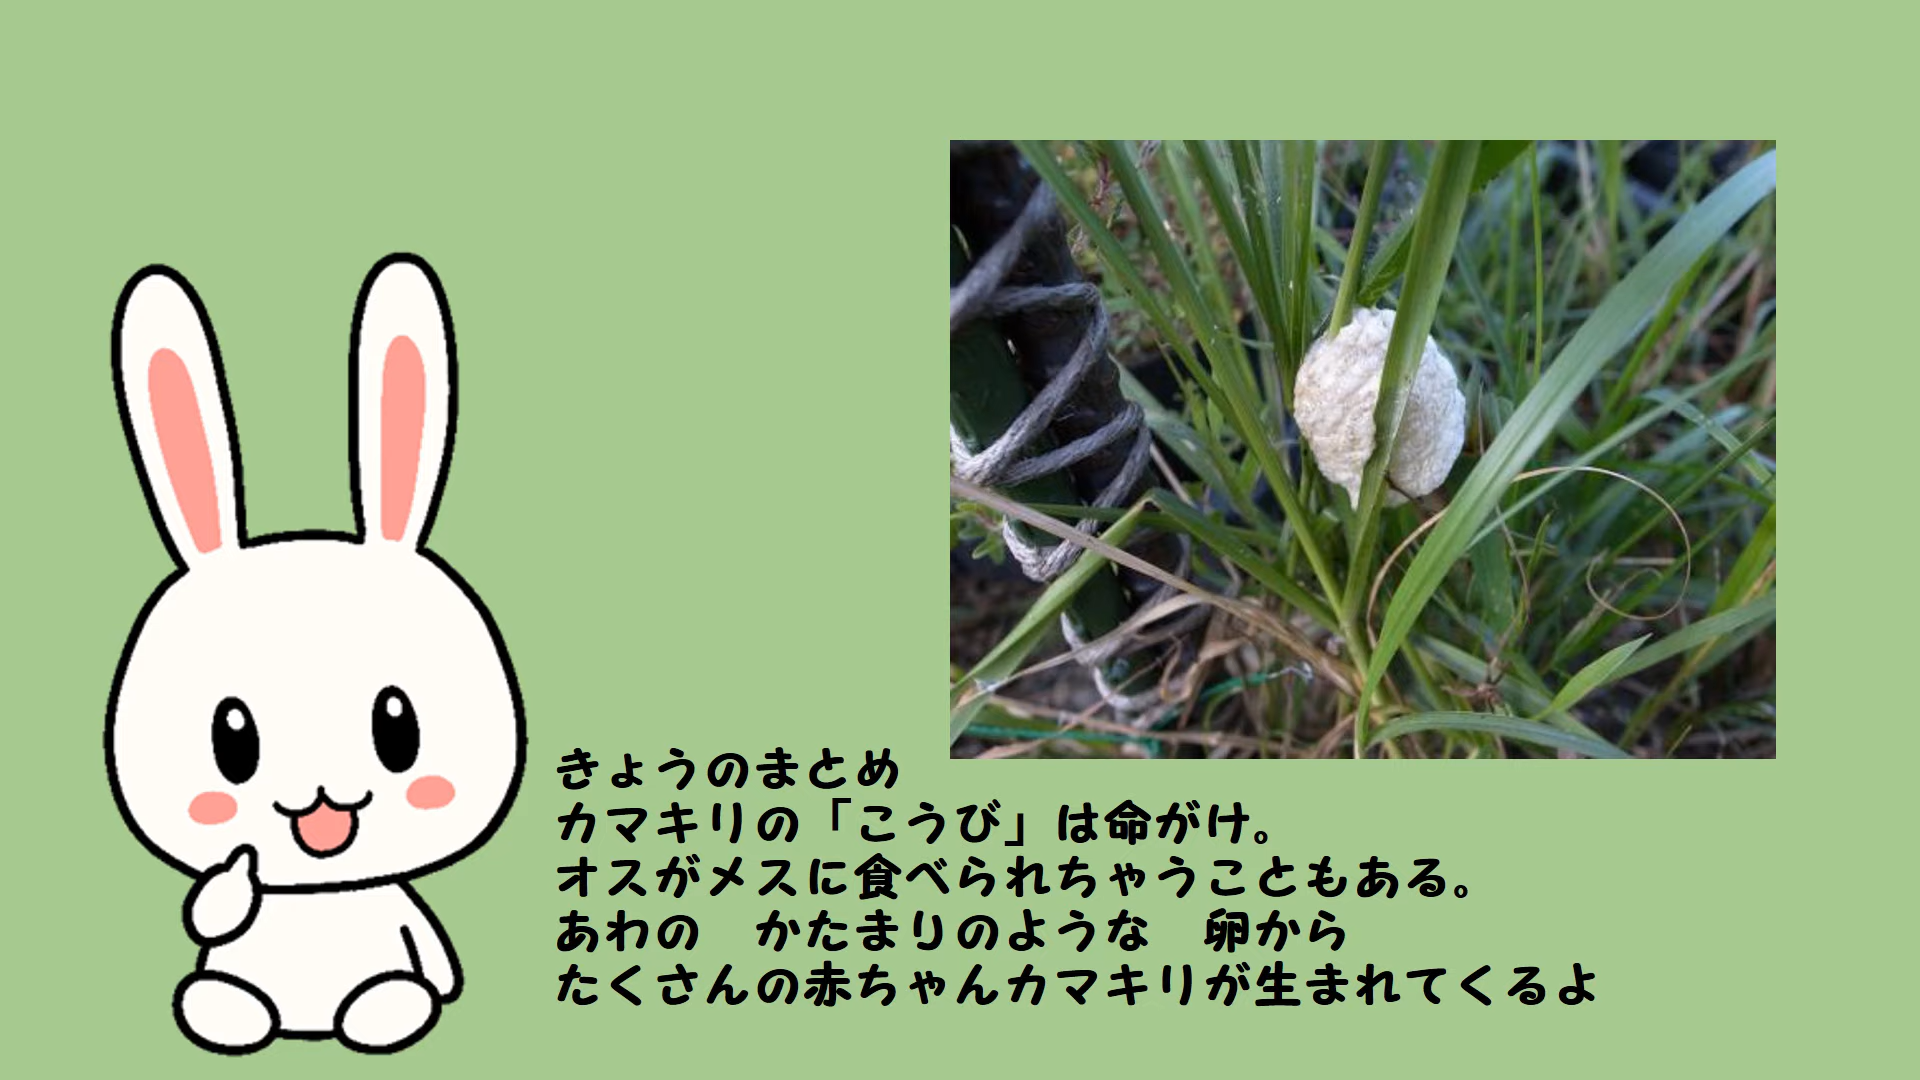 きょうのまとめ
カマキリの「こうび」は命がけ。
オスがメスに食べられちゃうこともある。
あわの　かたまりのような　卵から
たくさんの赤ちゃんカマキリが生まれてくるよ